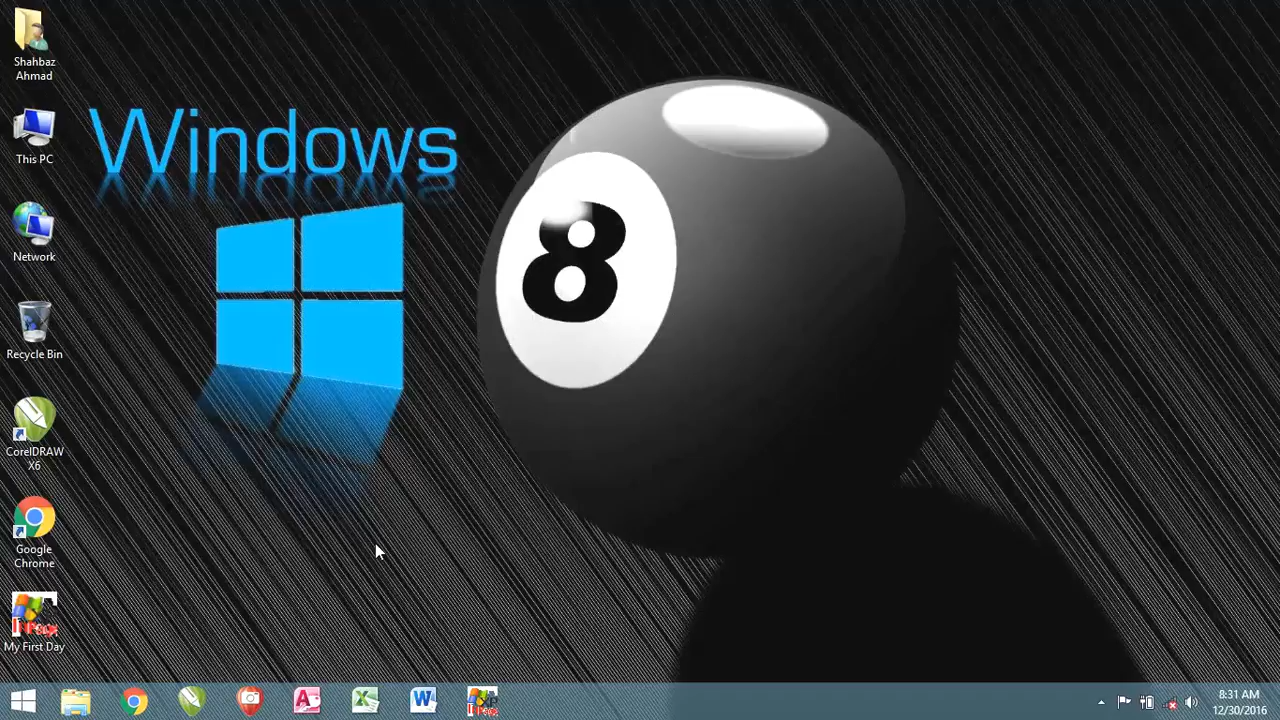 Shahbaz
Ahmad
This PC
Network
Recycle Bin
CorelDRAW
X6
Google
Chrome
My First Day
Windows
8
8:31 AM
12/30/2016